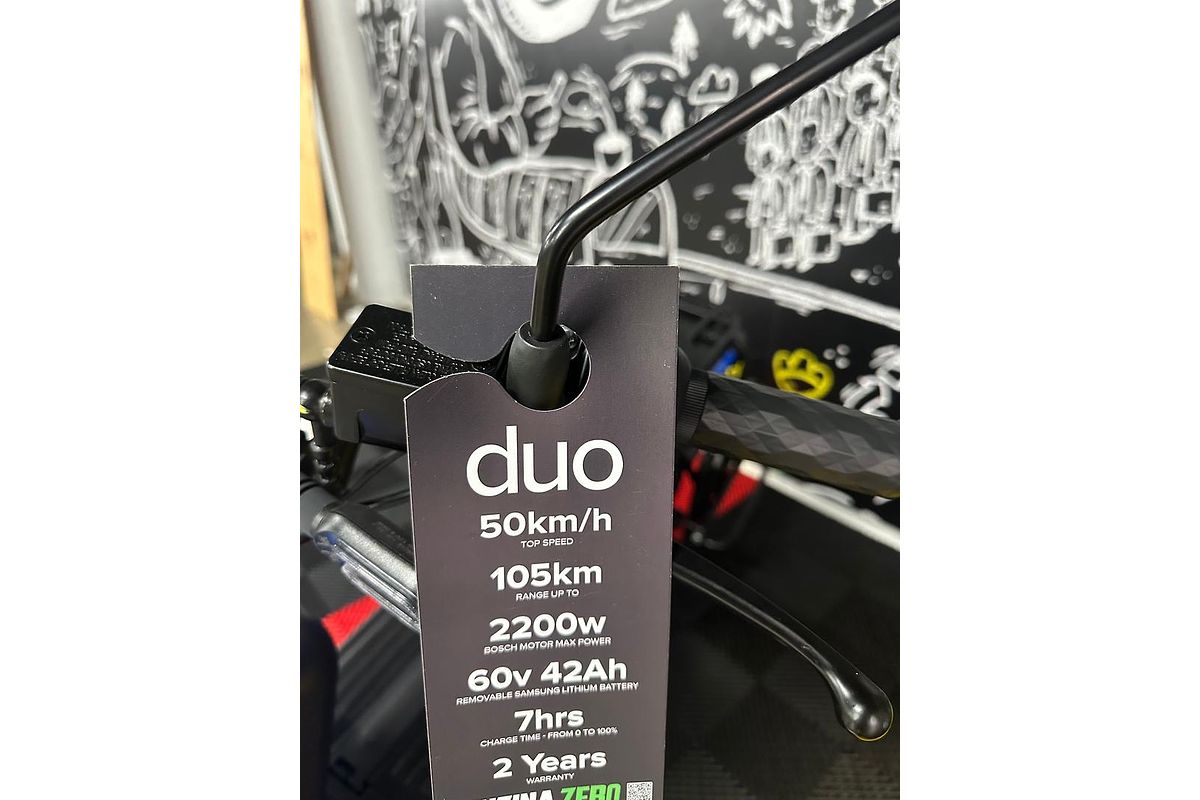 duo
50km/h
TOP SPEED
105km
RANGE UP TO
2200w
BOSCH MOTOR MAX POWER
60v 42Ah
REMOVABLE SAMSUNG LITHIUM BATTERY
7hrs
CHARGE TIME - FROM 0 TO 100%
2 Years
WARRANTY
ZERO